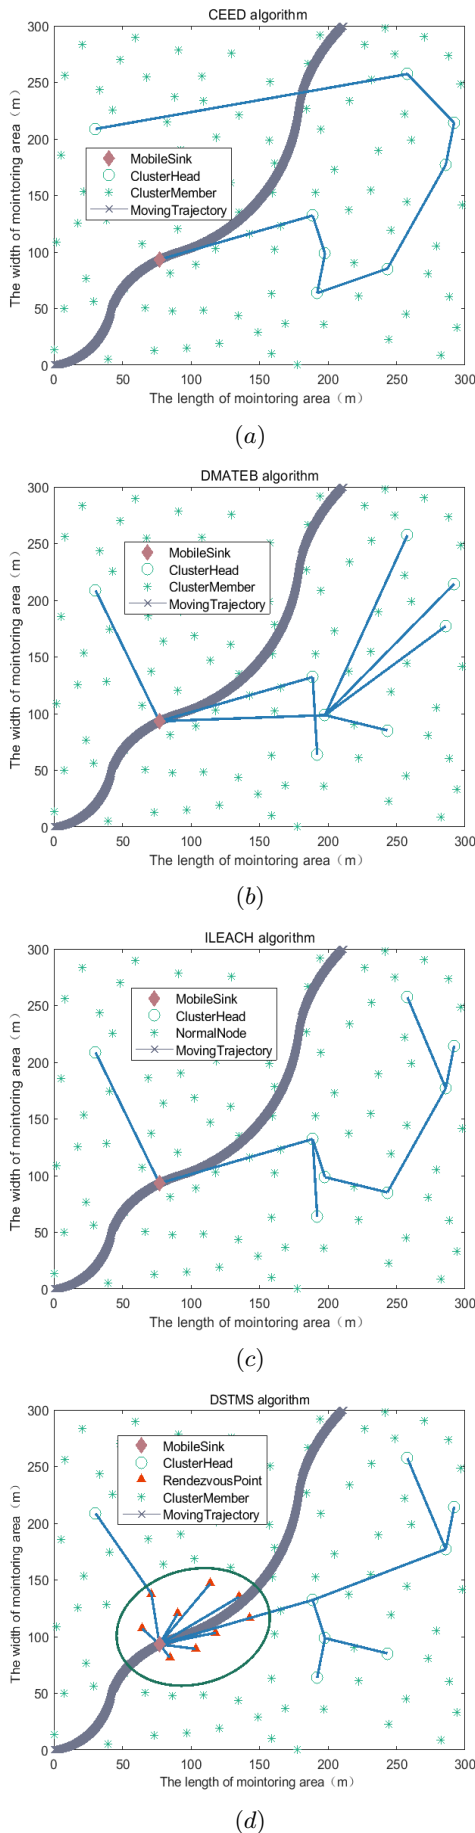 CEED algorithm
300
250
200
150
100
50
0
The width of mointoring area（m）
MobileSink
ClusterHead
ClusterMember
MovingTrajectory
0 50 100 150 200 250 300
The length of mointoring area（m）
(a)
DMATEB algorithm
300
250
200
150
100
50
0
The width of mointoring area（m）
MobileSink
ClusterHead
ClusterMember
MovingTrajectory
0 50 100 150 200 250 300
The length of mointoring area（m）
(b)
ILEACH algorithm
300
250
200
150
100
50
0
The width of mointoring area（m）
MobileSink
ClusterHead
NormalNode
MovingTrajectory
0 50 100 150 200 250 300
The length of mointoring area（m）
(c)
DSTMS algorithm
300
250
200
150
100
50
0
The width of mointoring area（m）
MobileSink
ClusterHead
RendezvousPoint
ClusterMember
MovingTrajectory
0 50 100 150 200 250 300
The length of mointoring area（m）
(d)